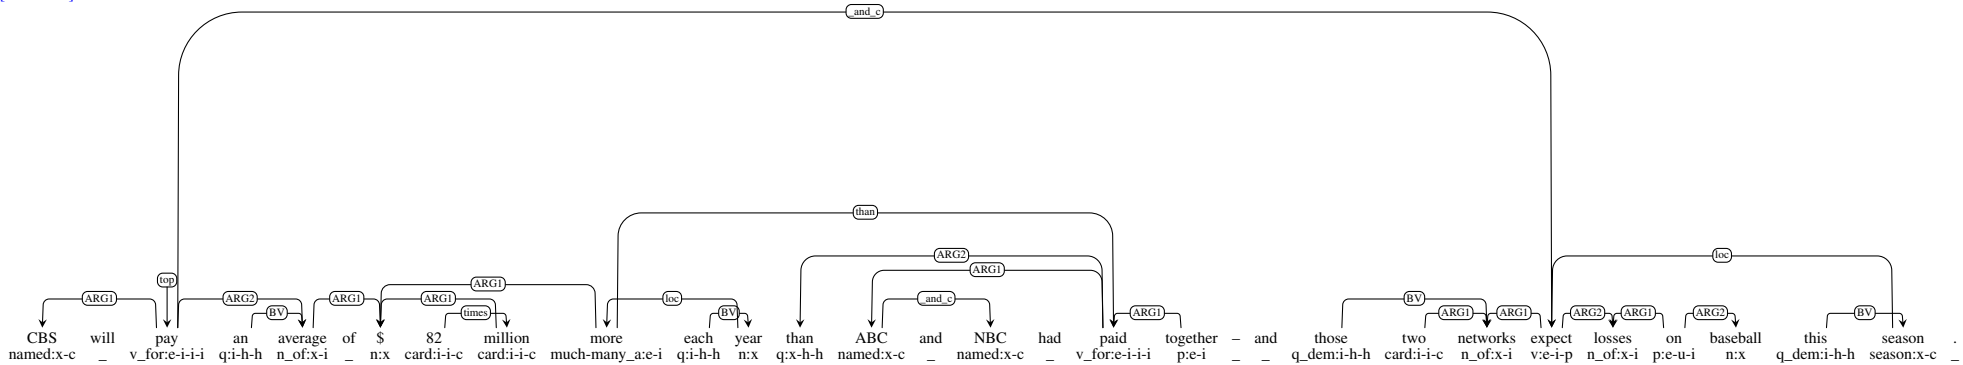 _and_c
than
ARG2 loc
ARG1
top ARG1
ARG1 ARG2 ARG1 ARG1 loc _and_c BV ARG2 ARG1
BV times BV ARG1 ARG1 ARG1 ARG2 BV
CBS will pay an average of $ 82 million more each year than ABC and NBC had paid together – and those two networks expect losses on baseball this season .
named:x-c _ v_for:e-i-i-i q:i-h-h n_of:x-i _ n:x card:i-i-c card:i-i-c much-many_a:e-i q:i-h-h n:x q:x-h-h named:x-c _ named:x-c _ v_for:e-i-i-i p:e-i _ _ q_dem:i-h-h card:i-i-c n_of:x-i v:e-i-p n_of:x-i p:e-u-i n:x q_dem:i-h-h season:x-c _